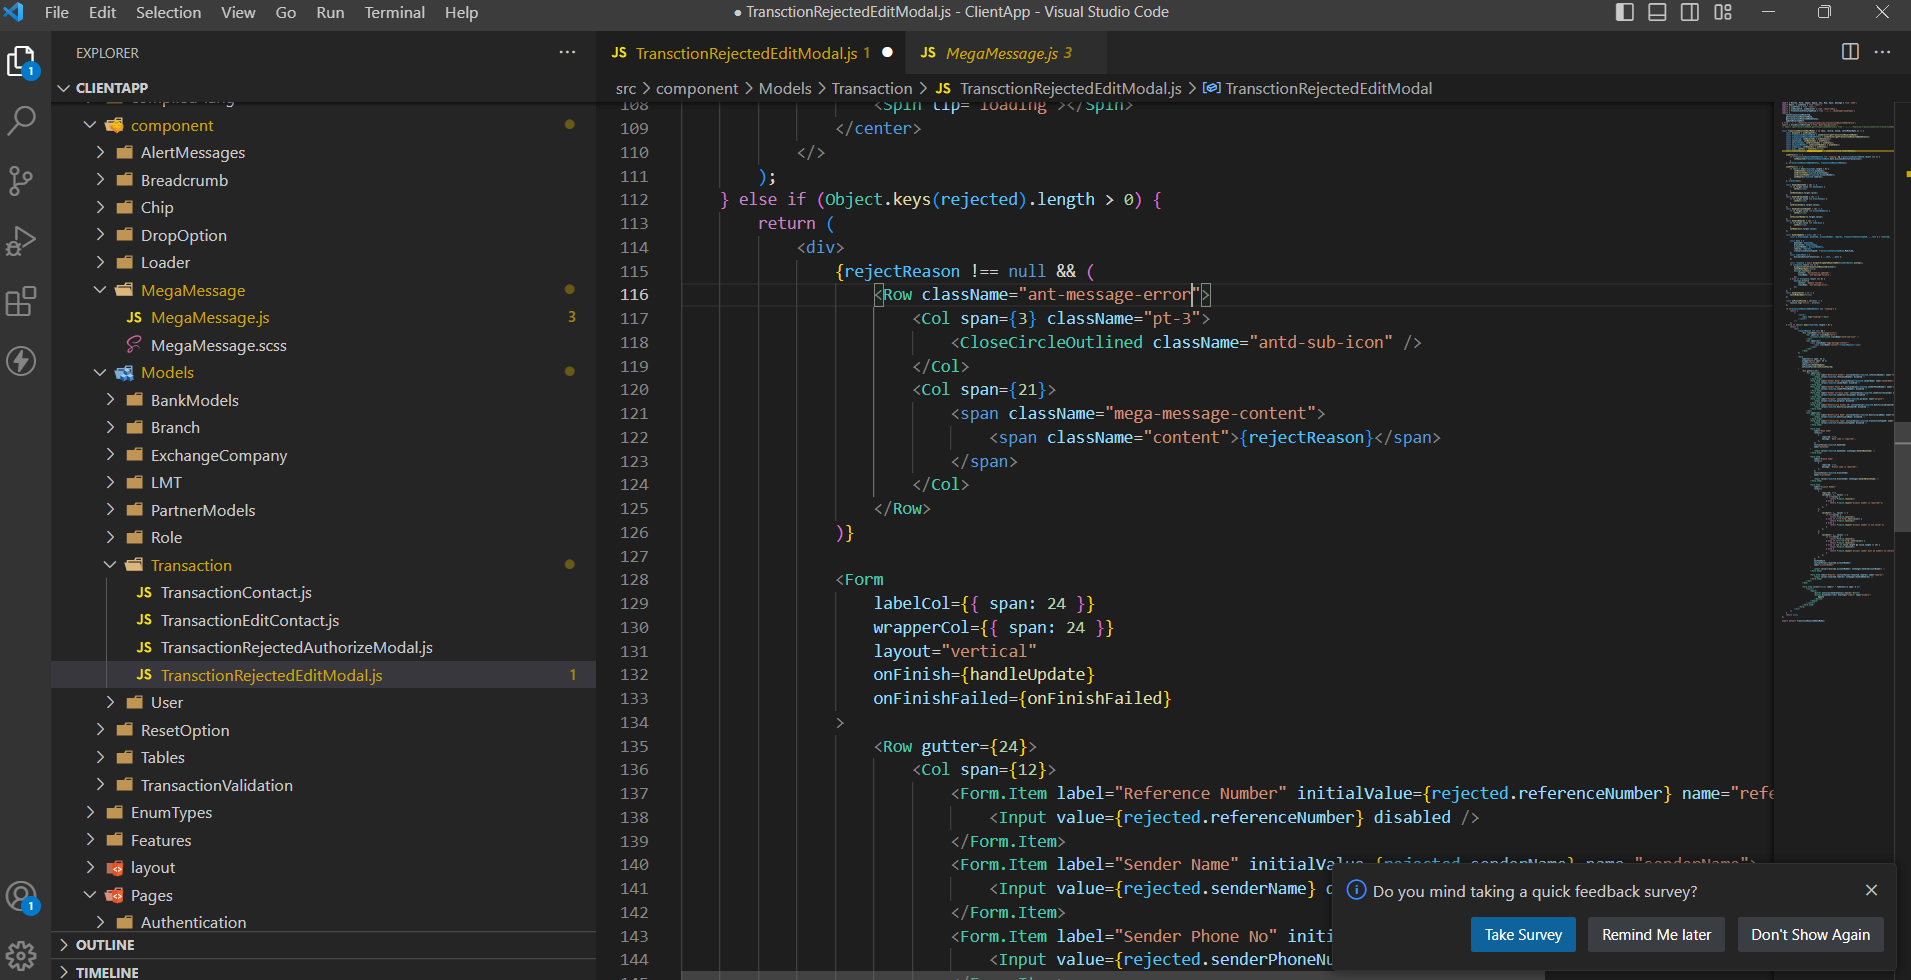 File Edit Selection View Go Run Terminal Help
● TransctionRejectedEditModal.js - ClientApp - Visual Studio Code
EXPLORER
CLIENTAPP
component
AlertMessages
Breadcrumb
Chip
DropOption
Loader
MegaMessage
JS MegaMessage.js 3
MegaMessage.scss
Models
BankModels
Branch
ExchangeCompany
LMT
PartnerModels
Role
Transaction
JS TransactionContact.js
JS TransactionEditContact.js
JS TransactionRejectedAuthorizeModal.js
JS TransctionRejectedEditModal.js 1
User
ResetOption
Tables
TransactionValidation
EnumTypes
Features
layout
Pages
Authentication
OUTLINE
TIMELINE
1
1
JS TransctionRejectedEditModal.js 1 ●
JS MegaMessage.js 3
src > component > Models > Transaction > JS TransctionRejectedEditModal.js > TransctionRejectedEditModal
108 <Spin tip="loading"></Spin>
109 </center>
110 </>
111 );
112 } else if (Object.keys(rejected).length > 0) {
113 return (
114 <div>
115 {rejectReason !== null && (
116 <Row className="ant-message-error">
117 <Col span={3} className="pt-3">
118 <CloseCircleOutlined className="antd-sub-icon" />
119 </Col>
120 <Col span={21}>
121 <span className="mega-message-content">
122 <span className="content">{rejectReason}</span>
123 </span>
124 </Col>
125 </Row>
126 )}
127
128 <Form
129 labelCol={{ span: 24 }}
130 wrapperCol={{ span: 24 }}
131 layout="vertical"
132 onFinish={handleUpdate}
133 onFinishFailed={onFinishFailed}
134 >
135 <Row gutter={24}>
136 <Col span={12}>
137 <Form.Item label="Reference Number" initialValue={rejected.referenceNumber} name="refe
138 <Input value={rejected.referenceNumber} disabled />
139 </Form.Item>
140 <Form.Item label="Sender Name" initialValue={rejected.senderName} name="senderName">
141 <Input value={rejected.senderName} d
142 </Form.Item>
143 <Form.Item label="Sender Phone No" initi
144 <Input value={rejected.senderPhoneNu
Do you mind taking a quick feedback survey?
Take Survey
Remind Me later
Don't Show Again